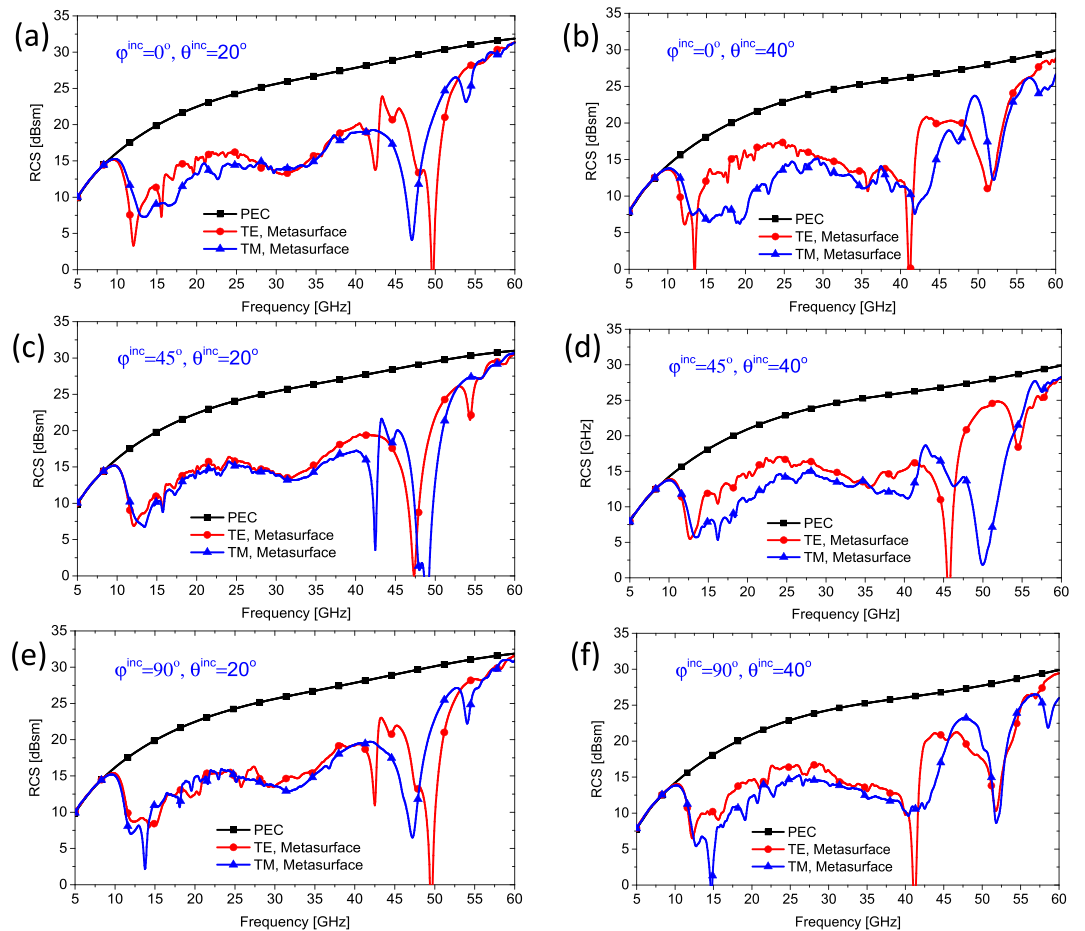 (a)
φinc=0o, θinc=20o
RCS [dBsm]
35
30
25
20
15
10
5
0
PEC
TE, Metasurface
TM, Metasurface
5 10 15 20 25 30 35 40 45 50 55 60
Frequency [GHz]
(b)
φinc=0o, θinc=40o
RCS [dBsm]
35
30
25
20
15
10
5
0
PEC
TE, Metasurface
TM, Metasurface
5 10 15 20 25 30 35 40 45 50 55 60
Frequency [GHz]
(c)
φinc=45o, θinc=20o
RCS [dBsm]
35
30
25
20
15
10
5
0
PEC
TE, Metasurface
TM, Metasurface
5 10 15 20 25 30 35 40 45 50 55 60
Frequency [GHz]
(d)
φinc=45o, θinc=40o
RCS [GHz]
35
30
25
20
15
10
5
0
PEC
TE, Metasurface
TM, Metasurface
5 10 15 20 25 30 35 40 45 50 55 60
Frequency [GHz]
(e)
φinc=90o, θinc=20o
RCS [dBsm]
35
30
25
20
15
10
5
0
PEC
TE, Metasurface
TM, Metasurface
5 10 15 20 25 30 35 40 45 50 55 60
Frequency [GHz]
(f)
φinc=90o, θinc=40o
RCS [dBsm]
35
30
25
20
15
10
5
0
PEC
TE, Metasurface
TM, Metasurface
5 10 15 20 25 30 35 40 45 50 55 60
Frequency [GHz]